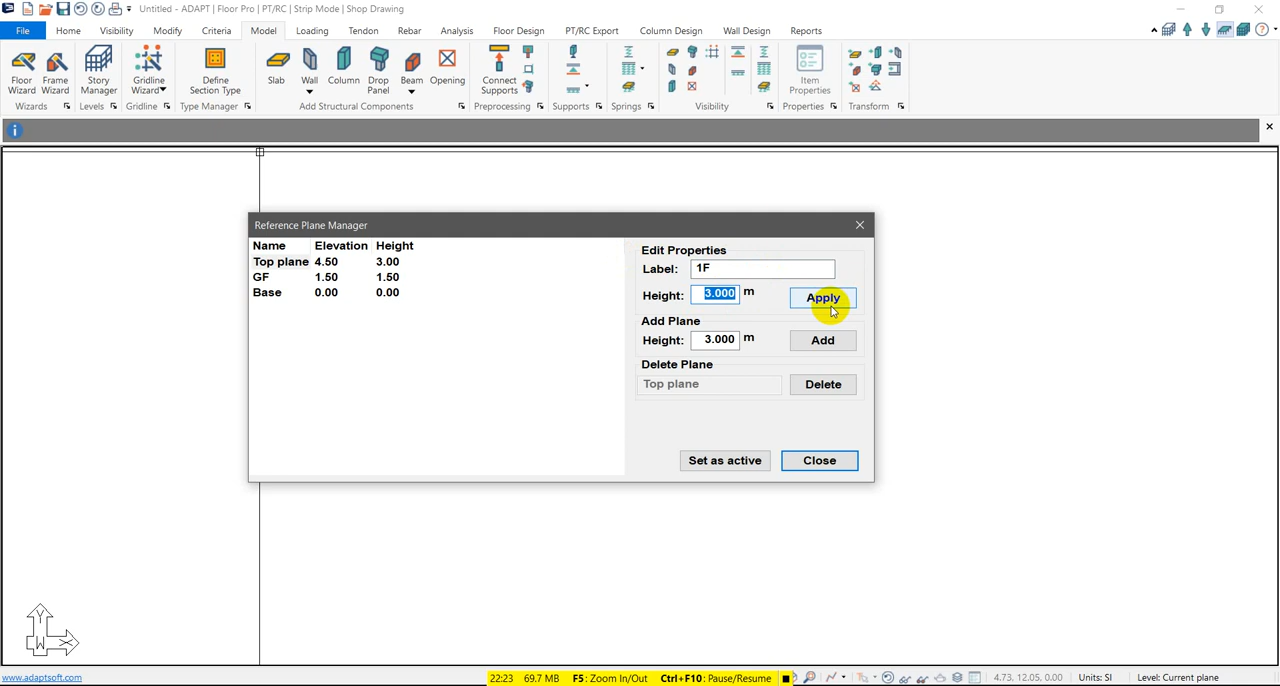 Untitled - ADAPT | Floor Pro | PT/RC | Strip Mode | Shop Drawing
File Home Visibility Modify Criteria Model Loading Tendon Rebar Analysis Floor Design PT/RC Export Column Design Wall Design Reports
Floor Wizard
Frame Wizard
Story Manager
Gridline Wizard
Define Section Type
Slab
Wall
Column
Drop Panel
Beam
Opening
Connect Supports
Item Properties
Wizards Levels Gridline Type Manager Add Structural Components Preprocessing Supports Springs Visibility Properties Transform
Reference Plane Manager
Name Elevation Height
Top plane 4.50 3.00
GF 1.50 1.50
Base 0.00 0.00
Edit Properties
Label: 1F
Height: 3.000 m Apply
Add Plane
Height: 3.000 m Add
Delete Plane
Top plane Delete
Set as active Close
Y
W X
www.adaptsoft.com 22:23 69.7 MB F5: Zoom In/Out Ctrl+F10: Pause/Resume 4.73, 12.05, 0.00 Units: SI Level: Current plane